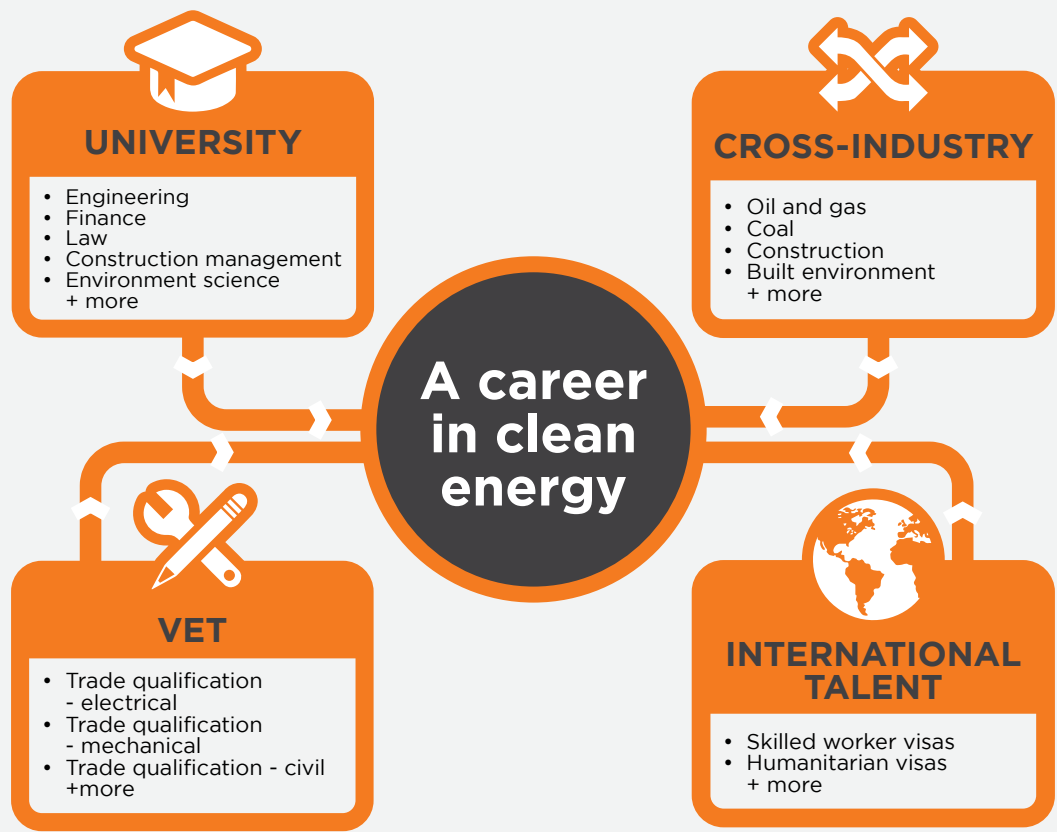 UNIVERSITY
• Engineering
• Finance
• Law
• Construction management
• Environment science
+ more
CROSS-INDUSTRY
• Oil and gas
• Coal
• Construction
• Built environment
+ more
A career
in clean
energy
VET
• Trade qualification
- electrical
• Trade qualification
- mechanical
• Trade qualification - civil
+more
INTERNATIONAL
TALENT
• Skilled worker visas
• Humanitarian visas
+ more